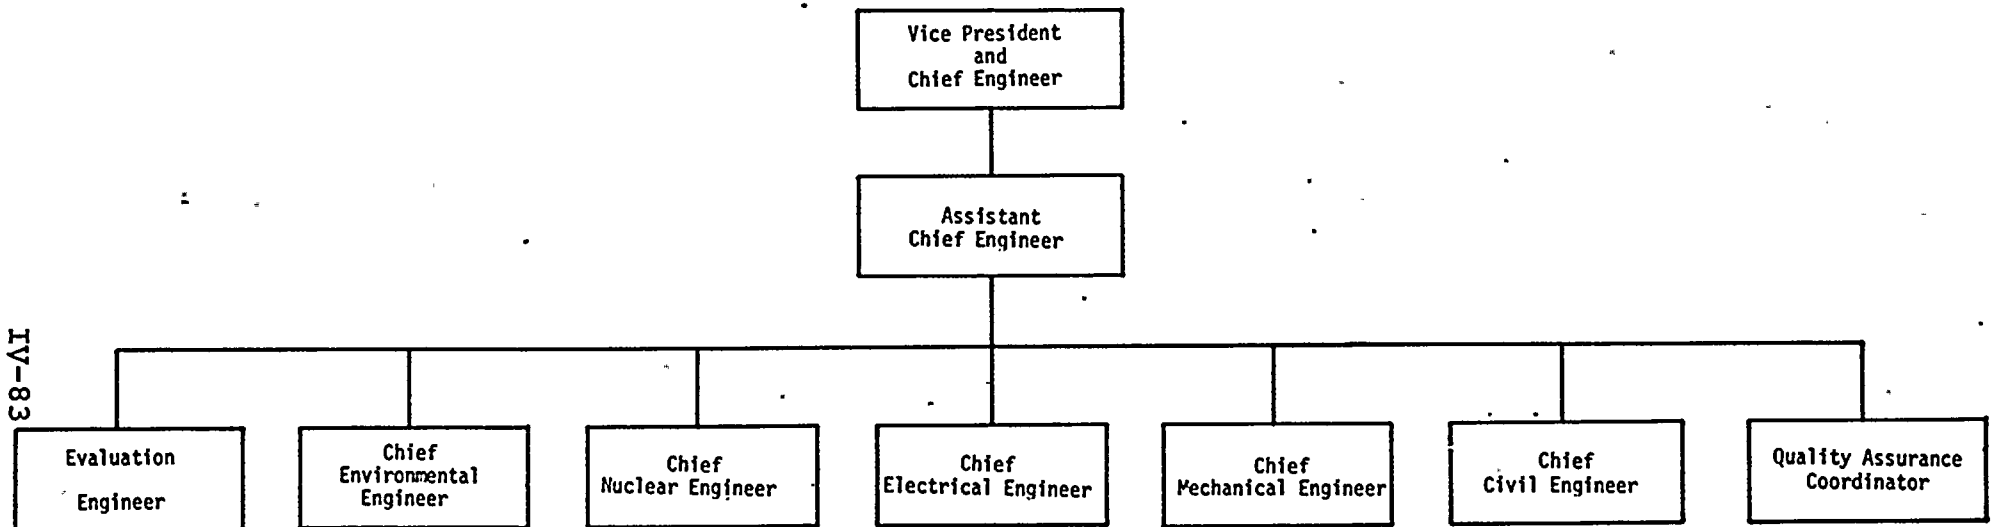 Vice President
and
Chief Engineer
Assistant
Chief Engineer
IV-83
Evaluation
Engineer
Chief
Environmental
Engineer
Chief
Nuclear Engineer
Chief
Electrical Engineer
Chief
Mechanical Engineer
Chief
Civil Engineer
Quality Assurance
Coordinator